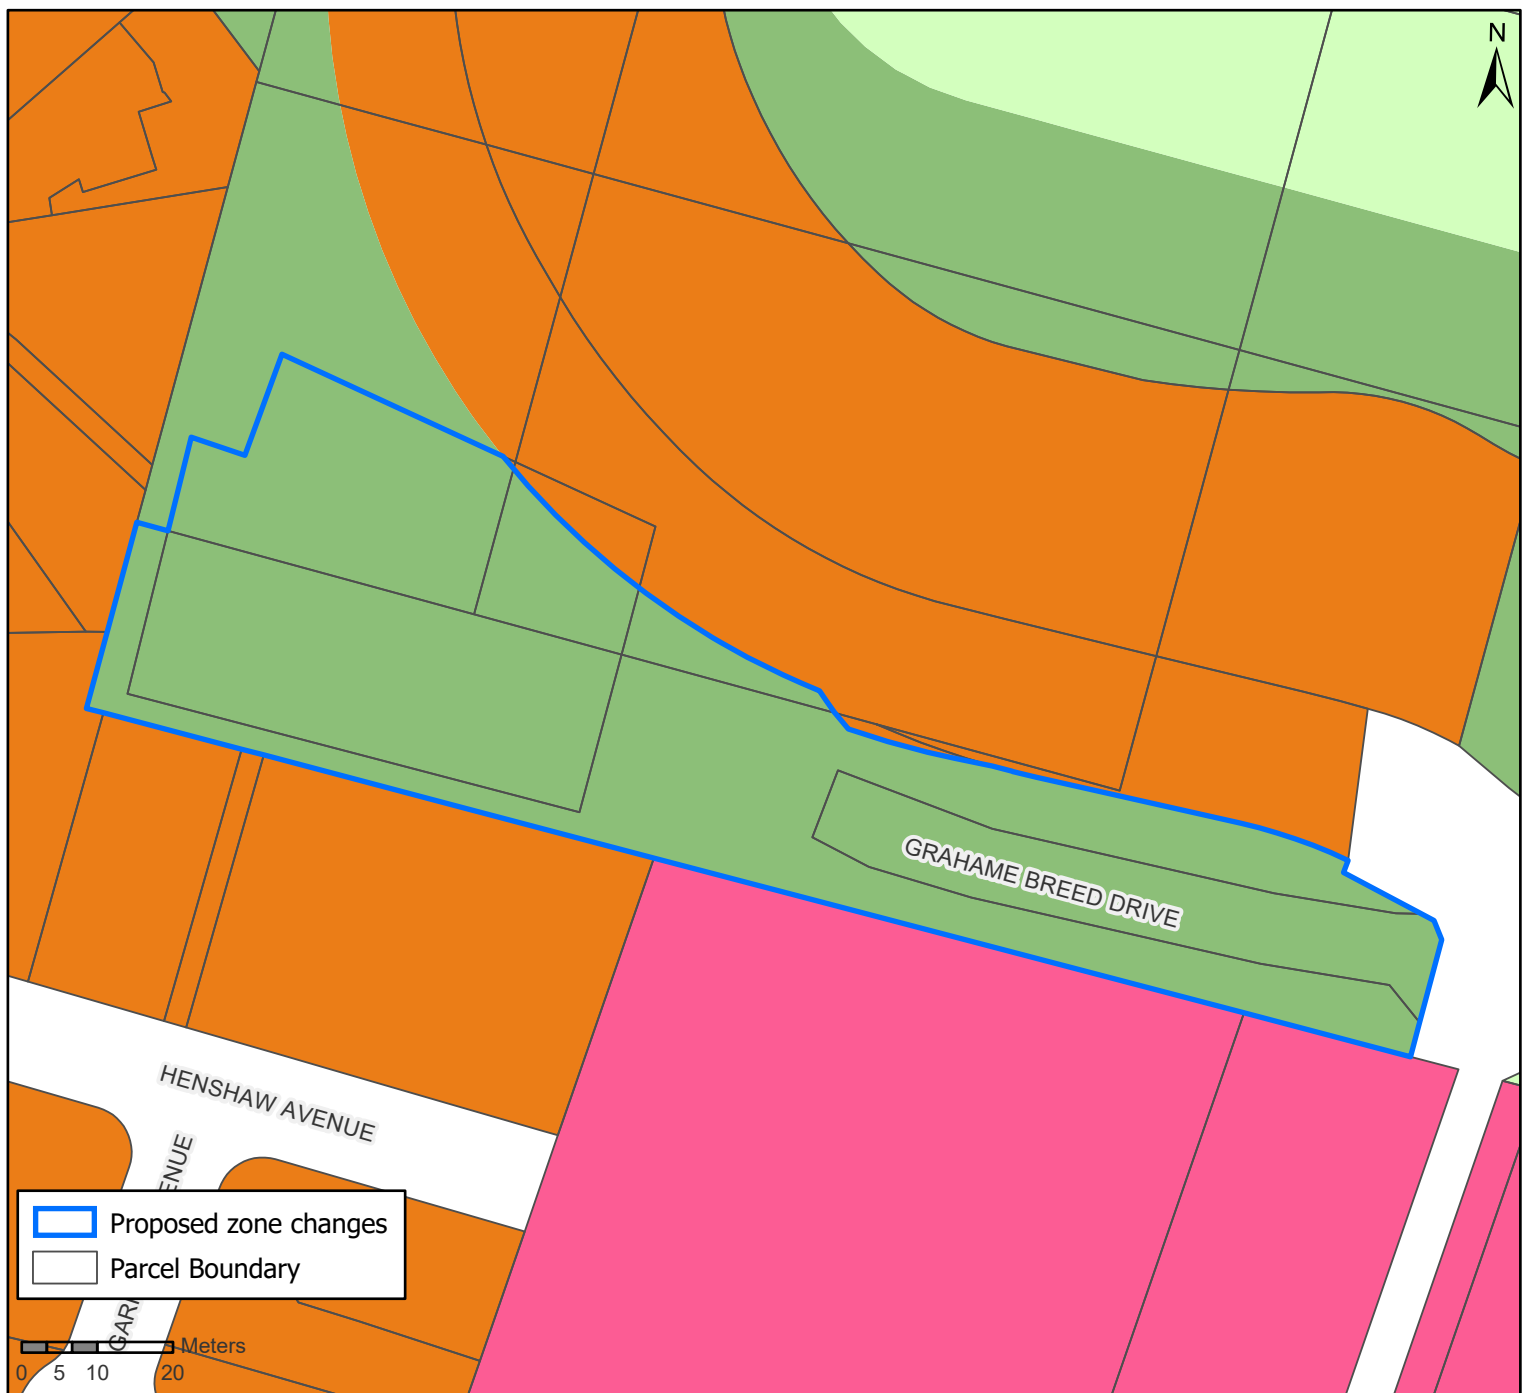 N
GRAHAME BREED DRIVE
HENSHAW AVENUE
Proposed zone changes
Parcel Boundary
Meters
0 5 10 20